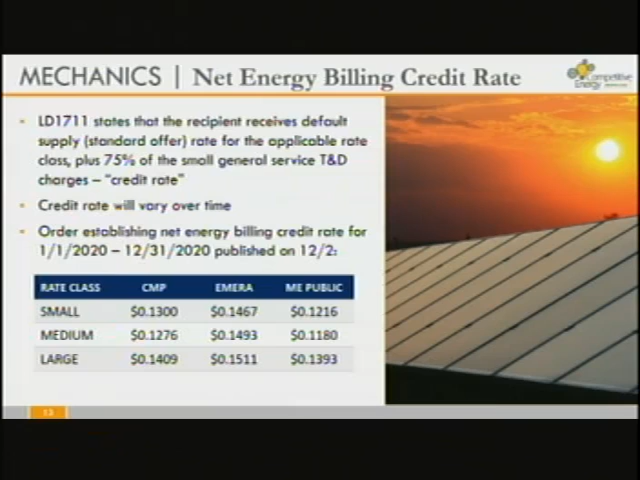 MECHANICS | Net Energy Billing Credit Rate
Competitive
Energy
LD1711 states that the recipient receives default
supply (standard offer) rate for the applicable rate
class, plus 75% of the small general service T&D
charges – "credit rate"
Credit rate will vary over time
Order establishing net energy billing credit rate for
1/1/2020 – 12/31/2020 published on 12/2:
RATE CLASS CMP EMERA ME PUBLIC
SMALL $0.1300 $0.1467 $0.1216
MEDIUM $0.1276 $0.1493 $0.1180
LARGE $0.1409 $0.1511 $0.1393
13